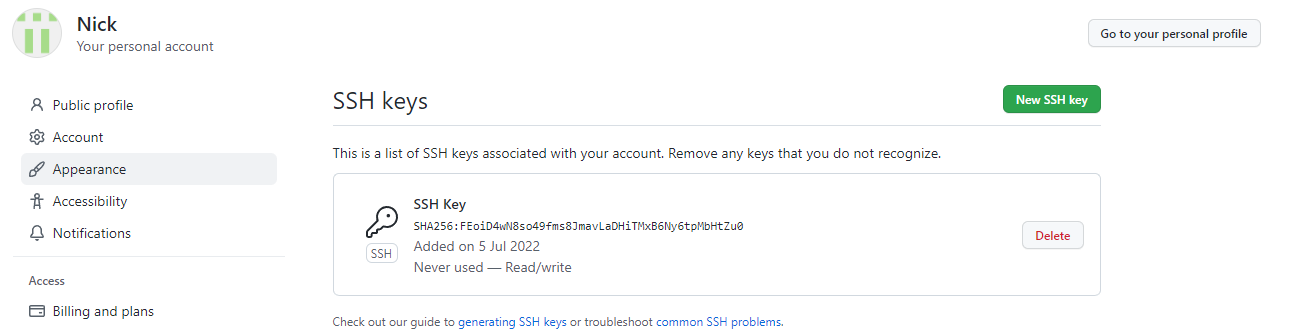 Nick
Your personal account
Go to your personal profile
Public profile
Account
Appearance
Accessibility
Notifications
Access
Billing and plans
SSH keys
New SSH key
This is a list of SSH keys associated with your account. Remove any keys that you do not recognize.
SSH Key
SHA256:FEoiD4wN8so49fms8JmavLaDHiTMxB6Ny6tpMbHtZu0
Added on 5 Jul 2022
Never used — Read/write
SSH
Delete
Check out our guide to generating SSH keys or troubleshoot common SSH problems.